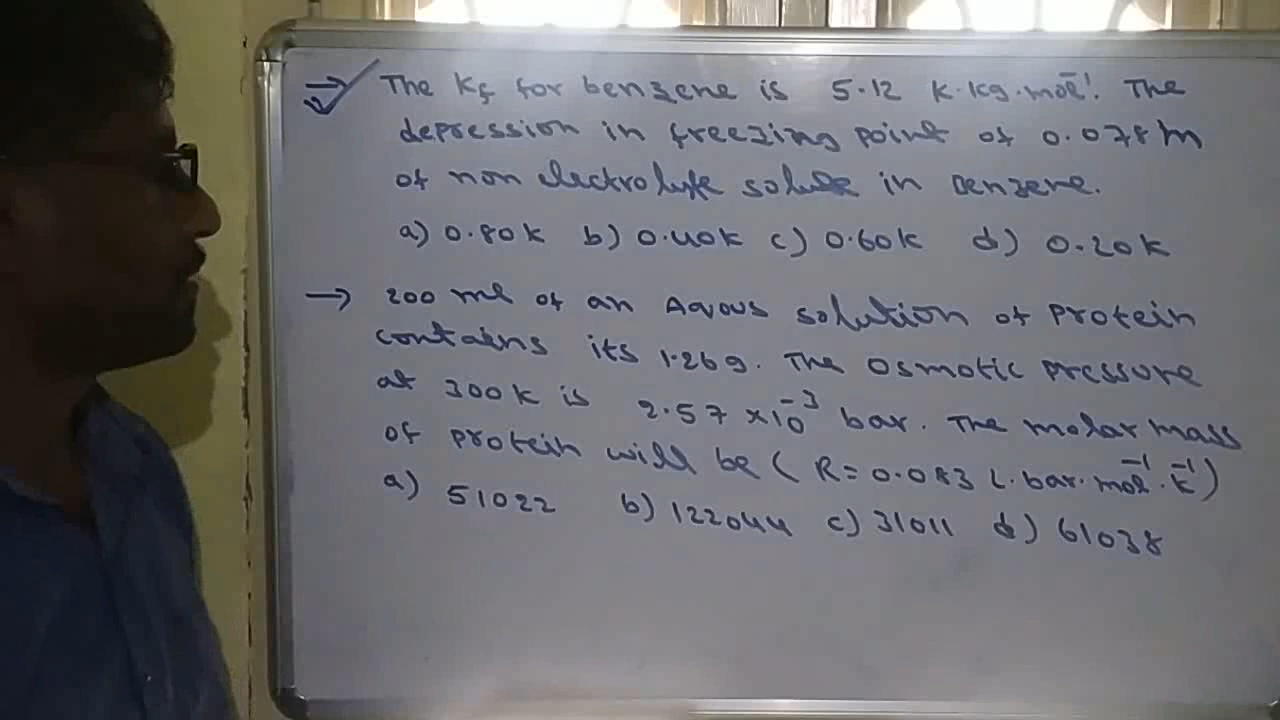 → The Kf for benzene is 5.12 K.kg.mol⁻¹. The
depression in freezing point of 0.078 m
of non electrolyte solute in Benzene.
a) 0.80K b) 0.40K c) 0.60K d) 0.20K
→ 200 ml of an Aqous solution of Protein
contains its 1.26g. The Osmotic pressure
at 300K is 2.57 ×10⁻³ bar. The molar mass
of protein will be ( R = 0.083 L.bar.mol⁻¹.K⁻¹)
a) 51022 b) 122044 c) 31011 d) 61038